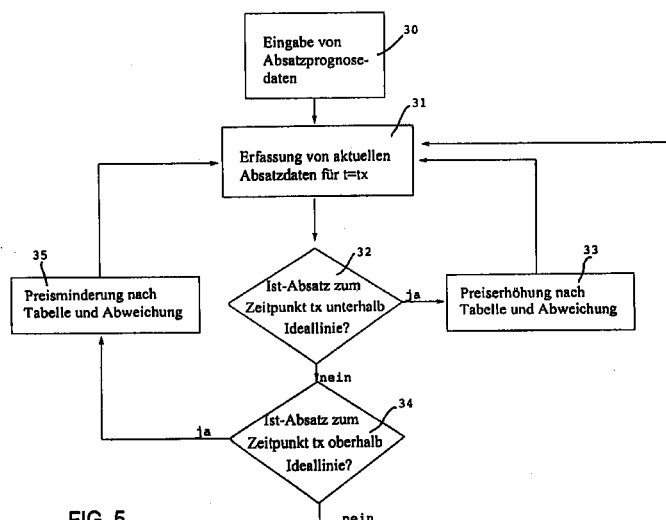 30
Eingabe von
Absatzprognose-
daten
31
Erfassung von aktuellen
Absatzdaten für t=tx
32
Ist-Absatz zum
Zeitpunkt tx unterhalb
Ideallinie?
ja
33
Preiserhöhung nach
Tabelle und Abweichung
35
Preisminderung nach
Tabelle und Abweichung
nein
34
Ist-Absatz zum
Zeitpunkt tx oberhalb
Ideallinie?
ja
nein
FIG. 5